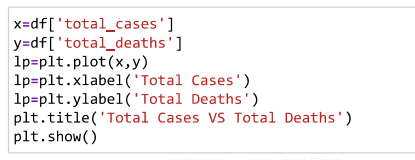 x=df['total_cases']
y=df['total_deaths']
lp=plt.plot(x,y)
lp=plt.xlabel('Total Cases')
lp=plt.ylabel('Total Deaths')
plt.title('Total Cases VS Total Deaths')
plt.show()